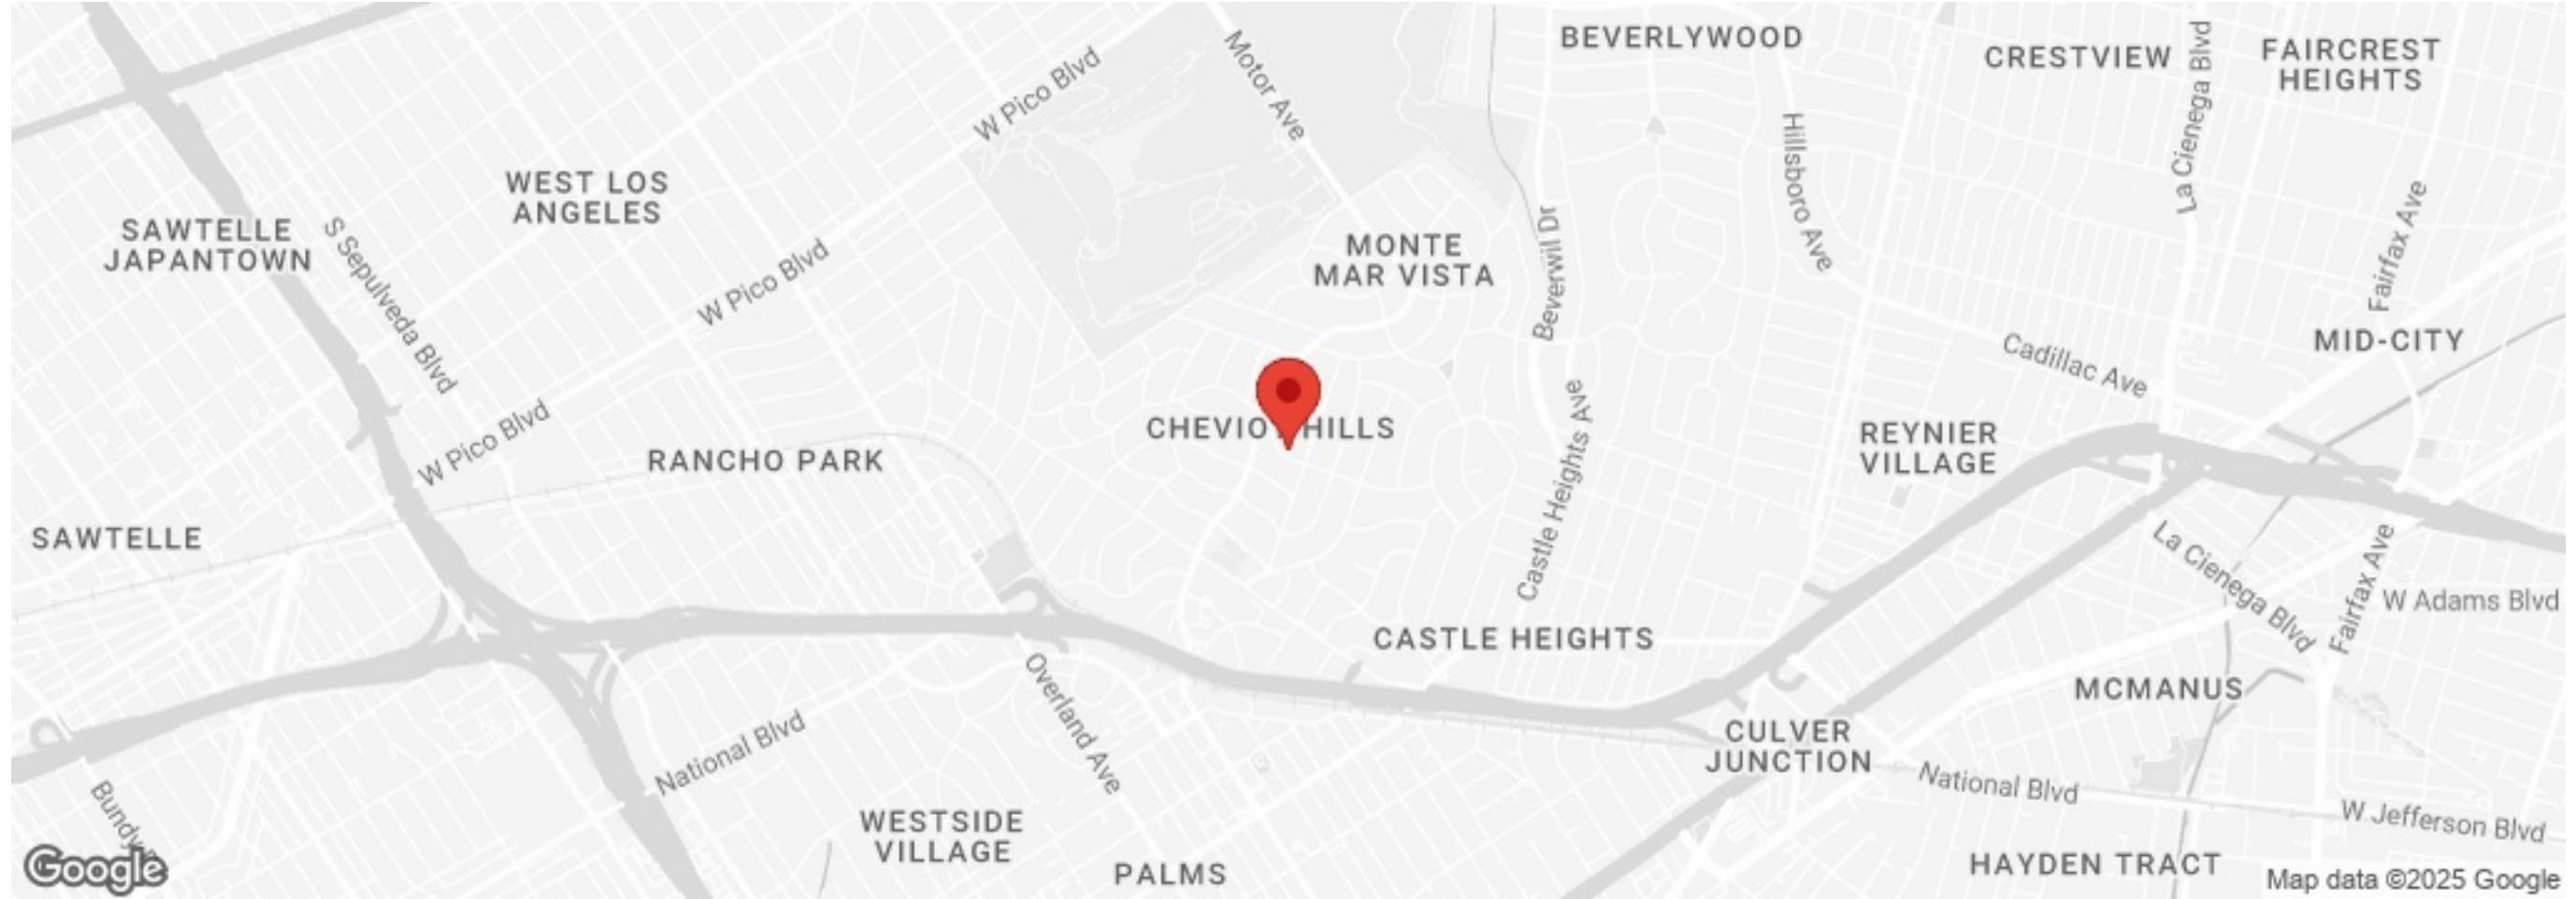 BEVERLYWOOD
CRESTVIEW
FAIRCREST
HEIGHTS
La Cienega Blvd
Motor Ave
W Pico Blvd
Hillsboro Ave
WEST LOS
ANGELES
SAWTELLE
JAPANTOWN
S Sepulveda Blvd
W Pico Blvd
MONTE
MAR VISTA
Beverwil Dr
Fairfax Ave
MID-CITY
Cadillac Ave
W Pico Blvd
RANCHO PARK
CHEVIO HILLS
Castle Heights Ave
REYNIER
VILLAGE
SAWTELLE
La Cienega Blvd
Fairfax Ave
W Adams Blvd
CASTLE HEIGHTS
MCMANUS
Overland Ave
National Blvd
CULVER
JUNCTION
National Blvd
Bundy
WESTSIDE
VILLAGE
PALMS
W Jefferson Blvd
HAYDEN TRACT
Google
Map data ©2025 Google